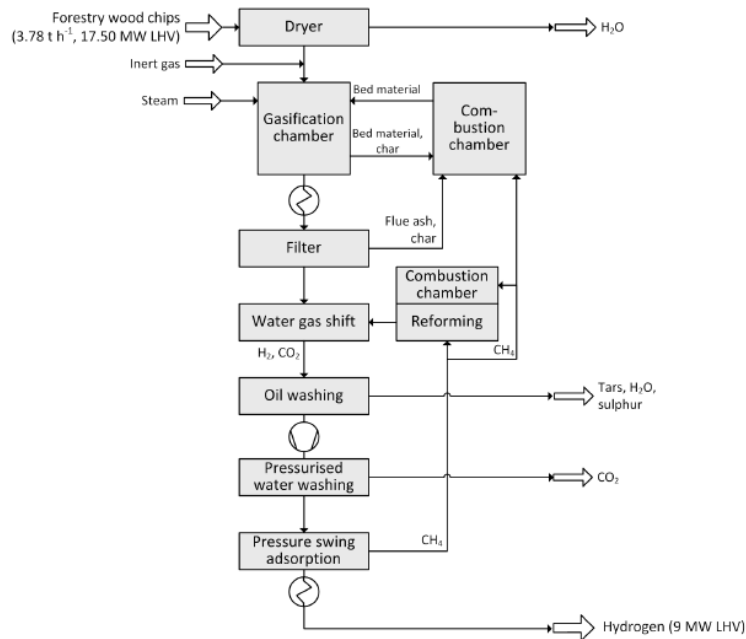 Forestry wood chips
(3.78 t h⁻¹, 17.50 MW LHV)
Dryer
H₂O
Inert gas
Steam
Gasification
chamber
Bed material
Bed material,
char
Com-
bustion
chamber
Flue ash,
char
Filter
Combustion
chamber
Water gas shift
Reforming
H₂, CO₂
CH₄
Oil washing
Tars, H₂O,
sulphur
Pressurised
water washing
CO₂
Pressure swing
adsorption
CH₄
Hydrogen (9 MW LHV)